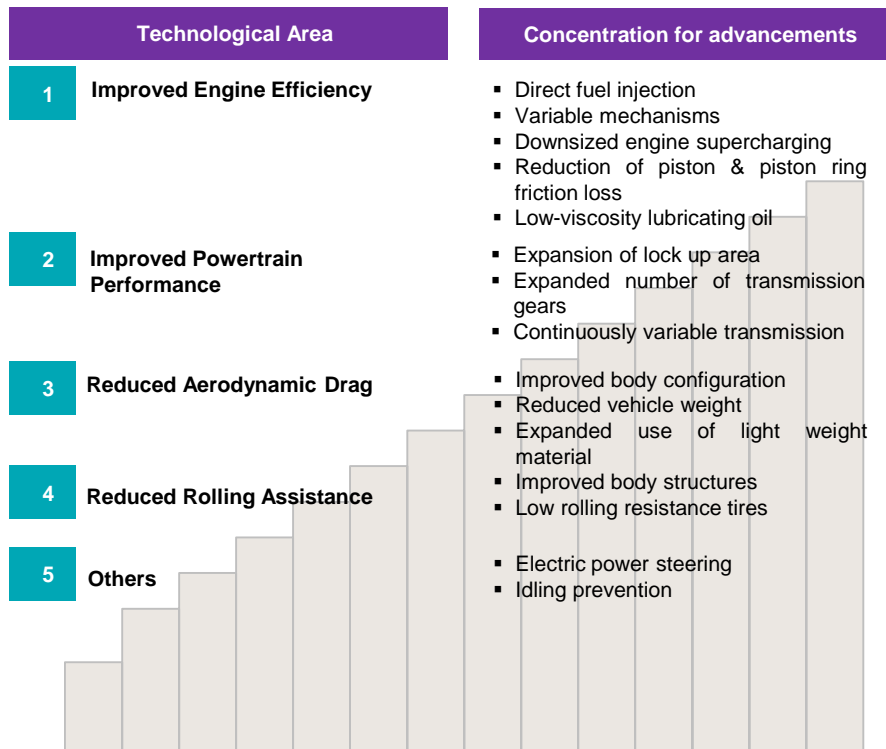 Technological Area
Concentration for advancements
1
Improved Engine Efficiency
▪ Direct fuel injection
▪ Variable mechanisms
▪ Downsized engine supercharging
▪ Reduction of piston & piston ring
friction loss
▪ Low-viscosity lubricating oil
2
Improved Powertrain
Performance
▪ Expansion of lock up area
▪ Expanded number of transmission
gears
▪ Continuously variable transmission
3
Reduced Aerodynamic Drag
▪ Improved body configuration
▪ Reduced vehicle weight
▪ Expanded use of light weight
material
▪ Improved body structures
▪ Low rolling resistance tires
4
Reduced Rolling Assistance
5
Others
▪ Electric power steering
▪ Idling prevention